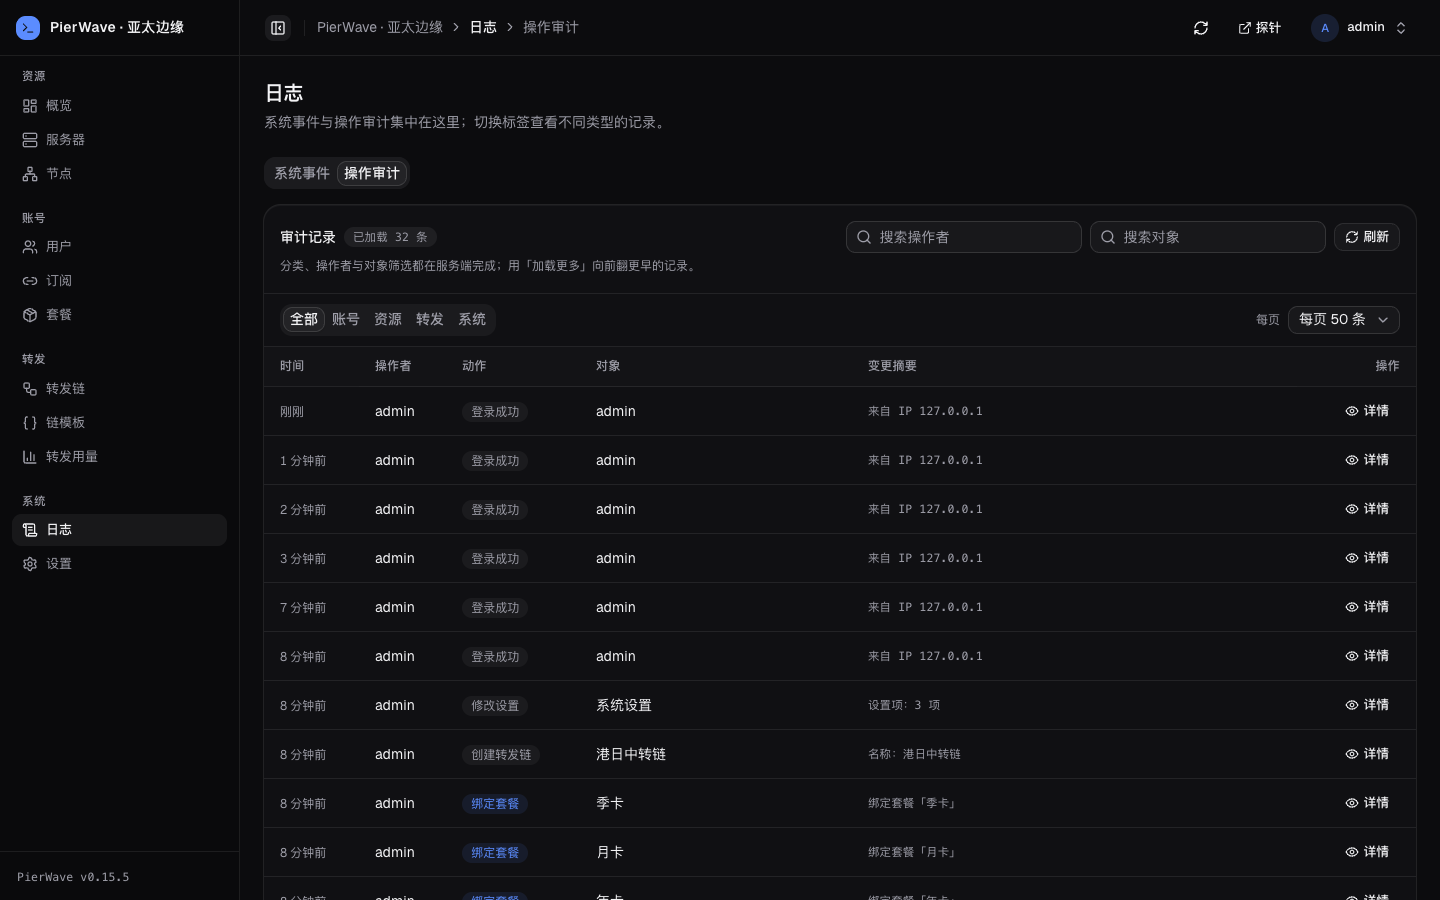 PierWave · 亚太边缘
PierWave · 亚太边缘 > 日志 > 操作审计
探针
A admin
资源
概览
服务器
节点
账号
用户
订阅
套餐
转发
转发链
链模板
转发用量
系统
日志
设置
PierWave v0.15.5
日志
系统事件与操作审计集中在这里；切换标签查看不同类型的记录。
系统事件 操作审计
审计记录 已加载 32 条
搜索操作者 搜索对象 刷新
分类、操作者与对象筛选都在服务端完成；用「加载更多」向前翻更早的记录。
全部 账号 资源 转发 系统
每页 每页 50 条
时间 操作者 动作 对象 变更摘要 操作
刚刚 admin 登录成功 admin 来自 IP 127.0.0.1 详情
1 分钟前 admin 登录成功 admin 来自 IP 127.0.0.1 详情
2 分钟前 admin 登录成功 admin 来自 IP 127.0.0.1 详情
3 分钟前 admin 登录成功 admin 来自 IP 127.0.0.1 详情
7 分钟前 admin 登录成功 admin 来自 IP 127.0.0.1 详情
8 分钟前 admin 登录成功 admin 来自 IP 127.0.0.1 详情
8 分钟前 admin 修改设置 系统设置 设置项：3 项 详情
8 分钟前 admin 创建转发链 港日中转链 名称：港日中转链 详情
8 分钟前 admin 绑定套餐 季卡 绑定套餐「季卡」 详情
8 分钟前 admin 绑定套餐 月卡 绑定套餐「月卡」 详情
8 分钟前 admin 绑定套餐 年卡 绑定套餐「年卡」 详情